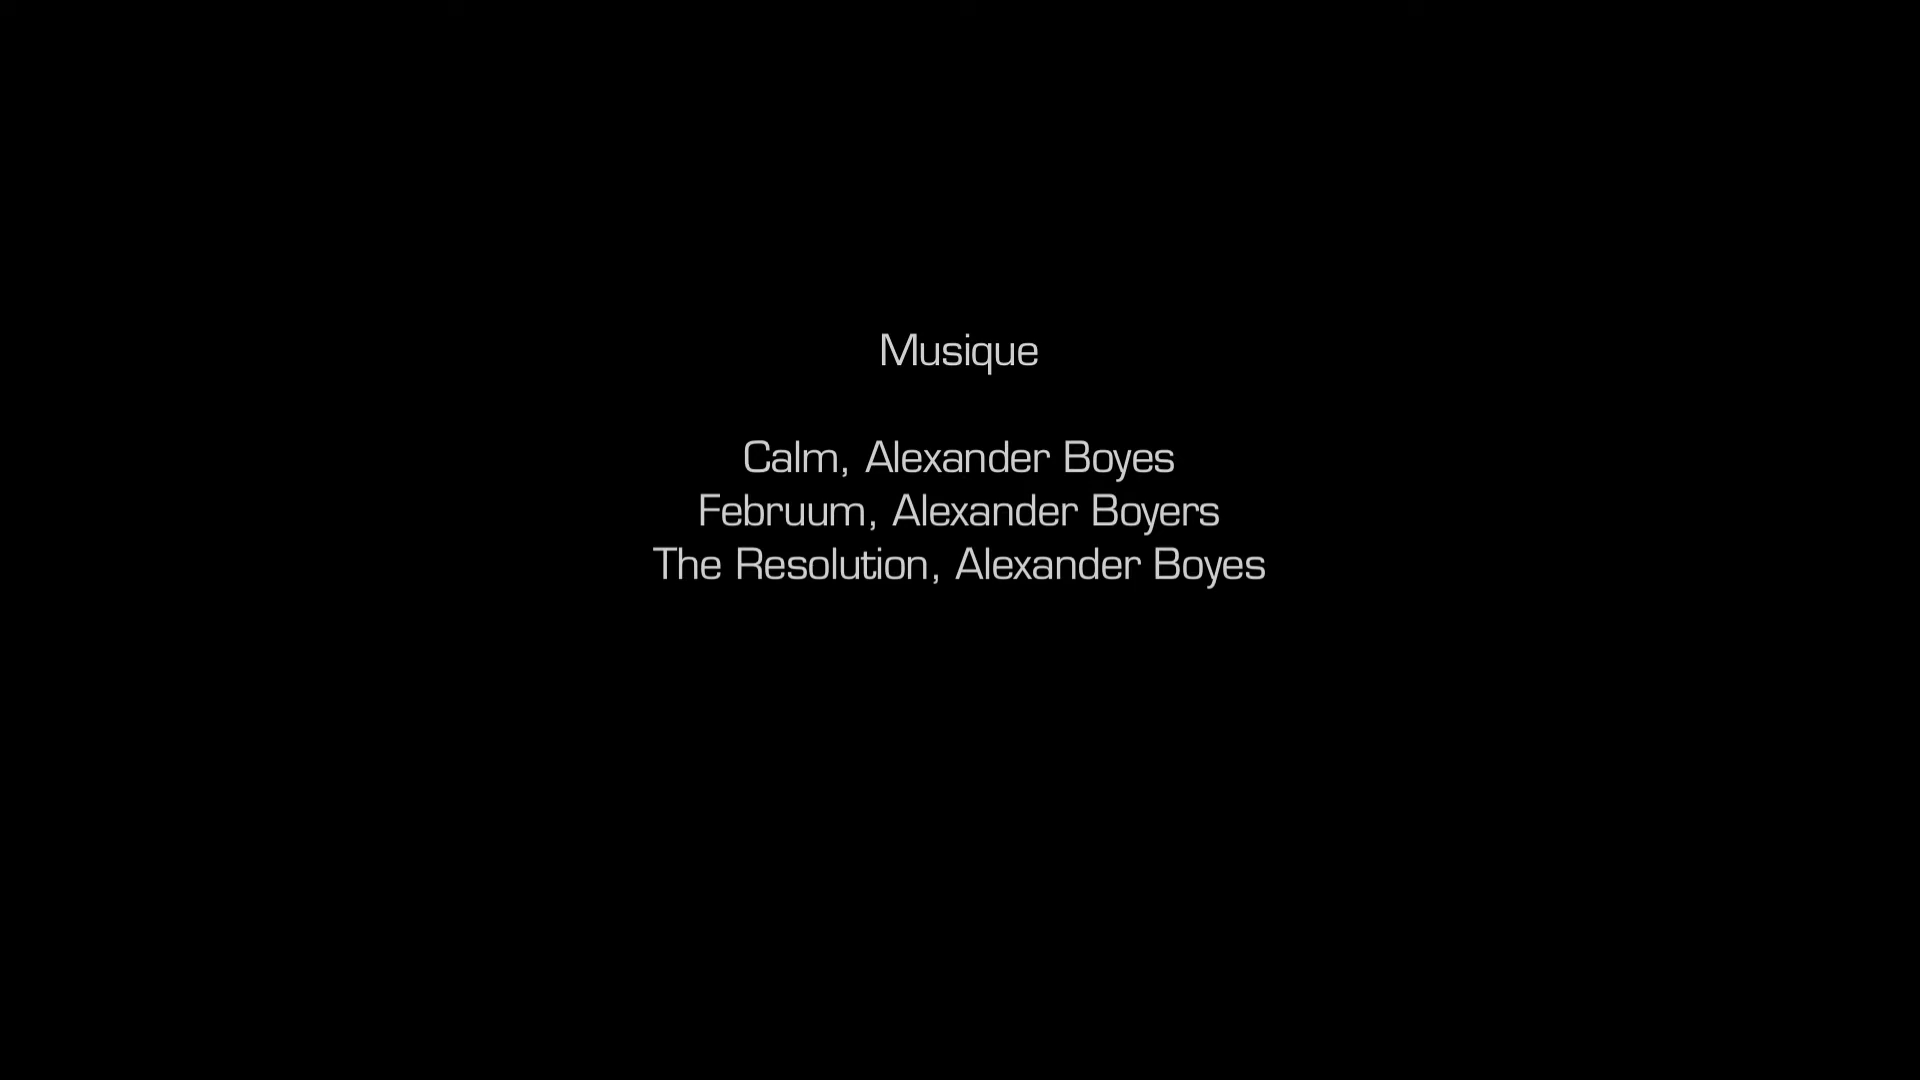 Musique
Calm, Alexander Boyes
Februum, Alexander Boyers
The Resolution, Alexander Boyes